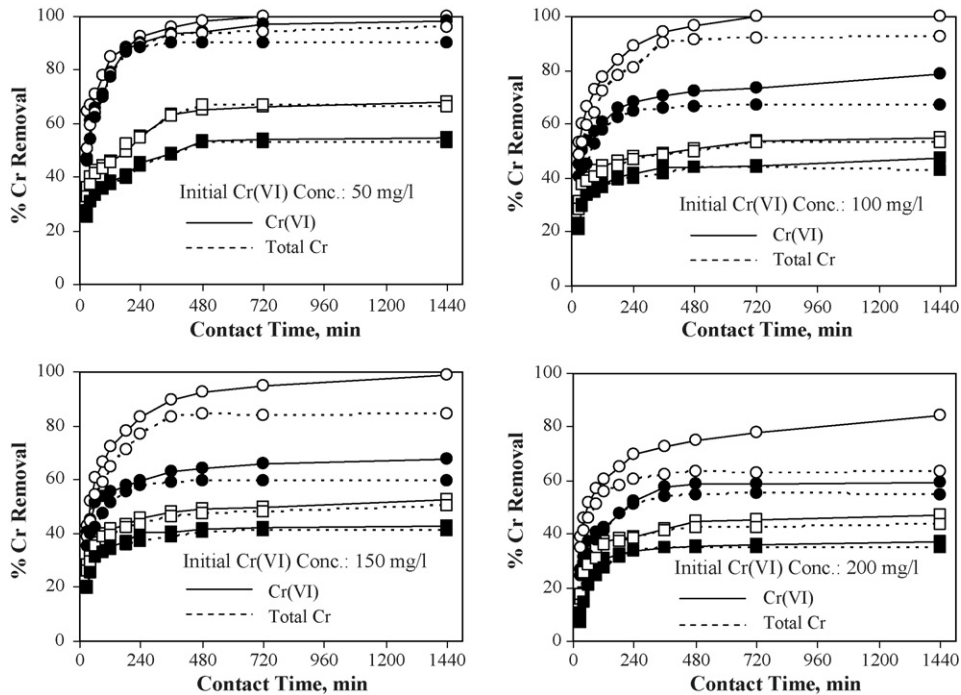 100
80
60
40
20
0
% Cr Removal
Initial Cr(VI) Conc.: 50 mg/l
Cr(VI)
Total Cr
0 240 480 720 960 1200 1440
Contact Time, min
100
80
60
40
20
0
% Cr Removal
Initial Cr(VI) Conc.: 100 mg/l
Cr(VI)
Total Cr
0 240 480 720 960 1200 1440
Contact Time, min
100
80
60
40
20
0
% Cr Removal
Initial Cr(VI) Conc.: 150 mg/l
Cr(VI)
Total Cr
0 240 480 720 960 1200 1440
Contact Time, min
100
80
60
40
20
0
% Cr Removal
Initial Cr(VI) Conc.: 200 mg/l
Cr(VI)
Total Cr
0 240 480 720 960 1200 1440
Contact Time, min